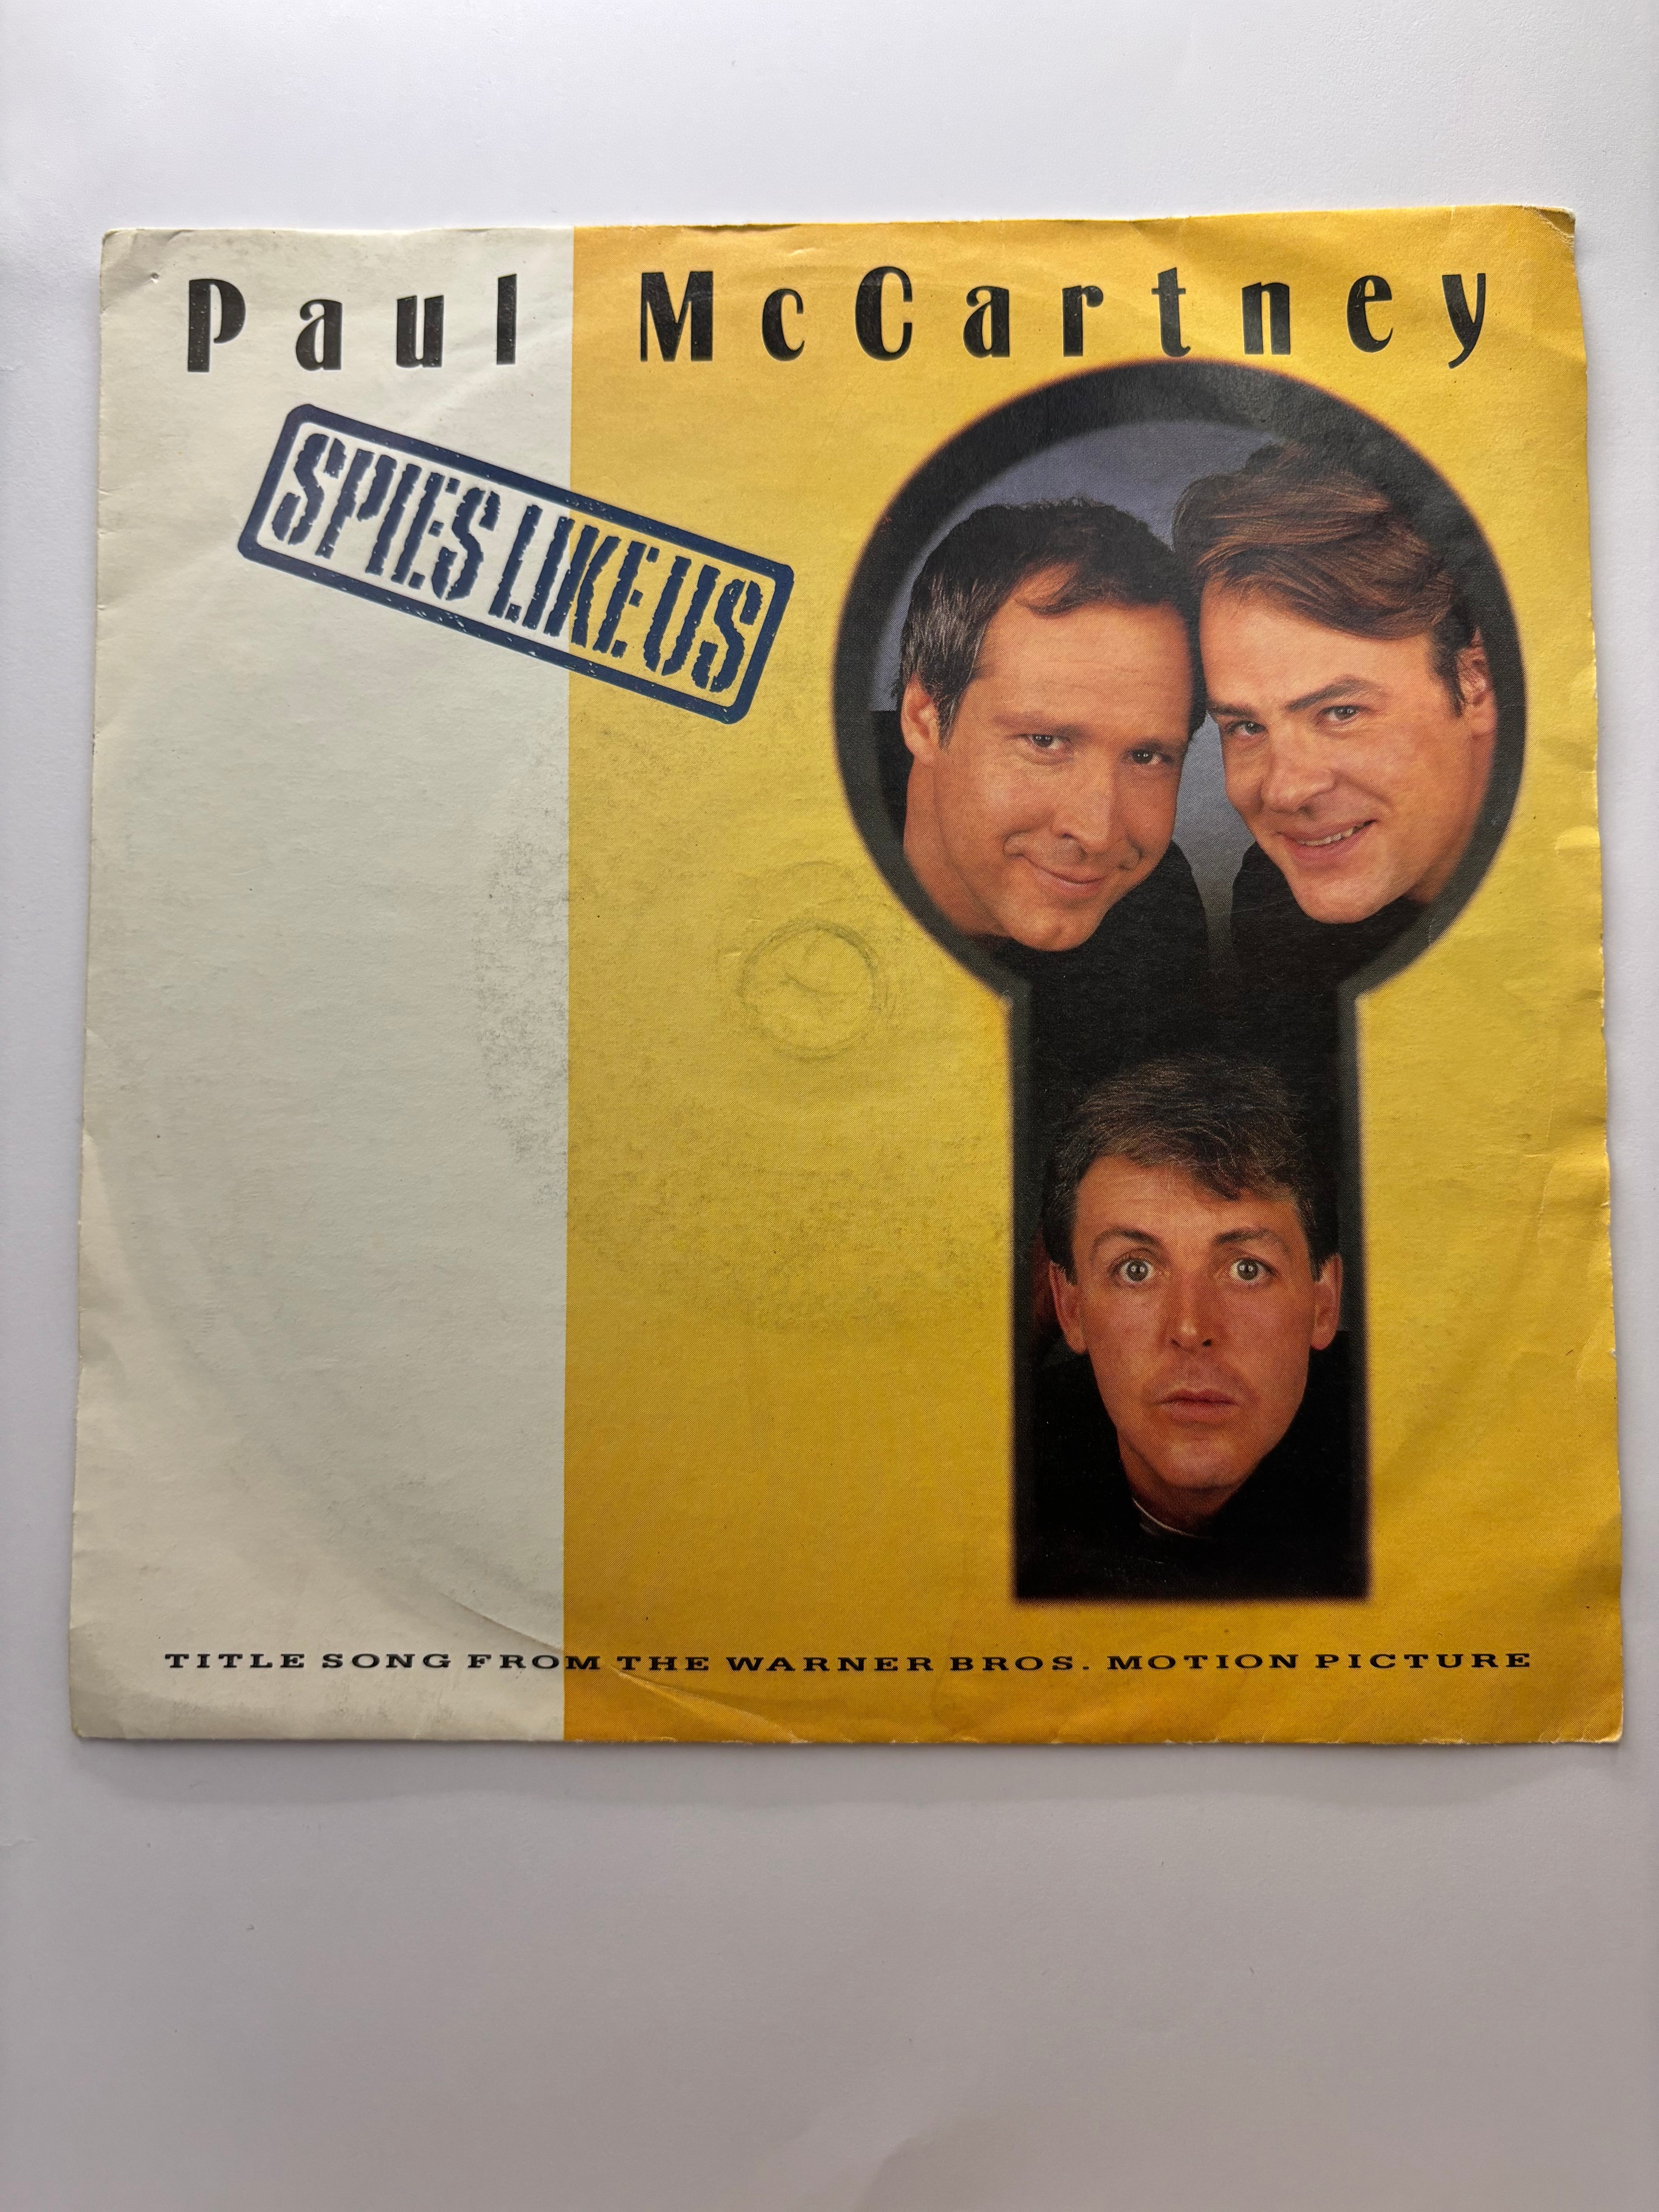 Paul McCartney
SPIES LIKE US
TITLE SONG FROM THE WARNER BROS. MOTION PICTURE